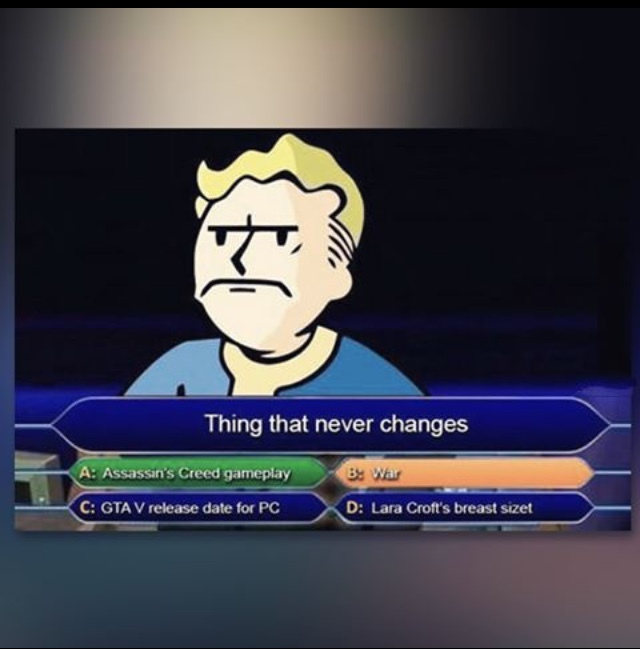 Thing that never changes
A: Assassin's Creed gameplay
B: War
C: GTA V release date for PC
D: Lara Croft's breast sizet